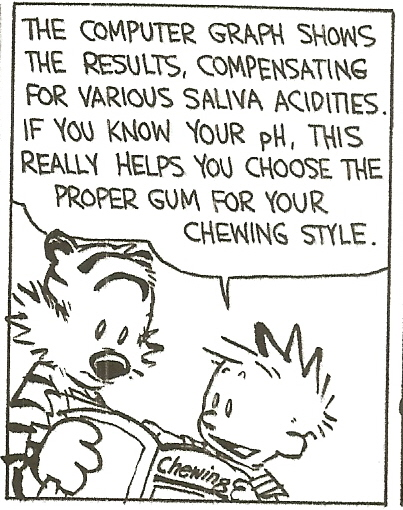 THE COMPUTER GRAPH SHOWS
THE RESULTS, COMPENSATING
FOR VARIOUS SALIVA ACIDITIES.
IF YOU KNOW YOUR pH, THIS
REALLY HELPS YOU CHOOSE THE
PROPER GUM FOR YOUR
CHEWING STYLE.
Chewing